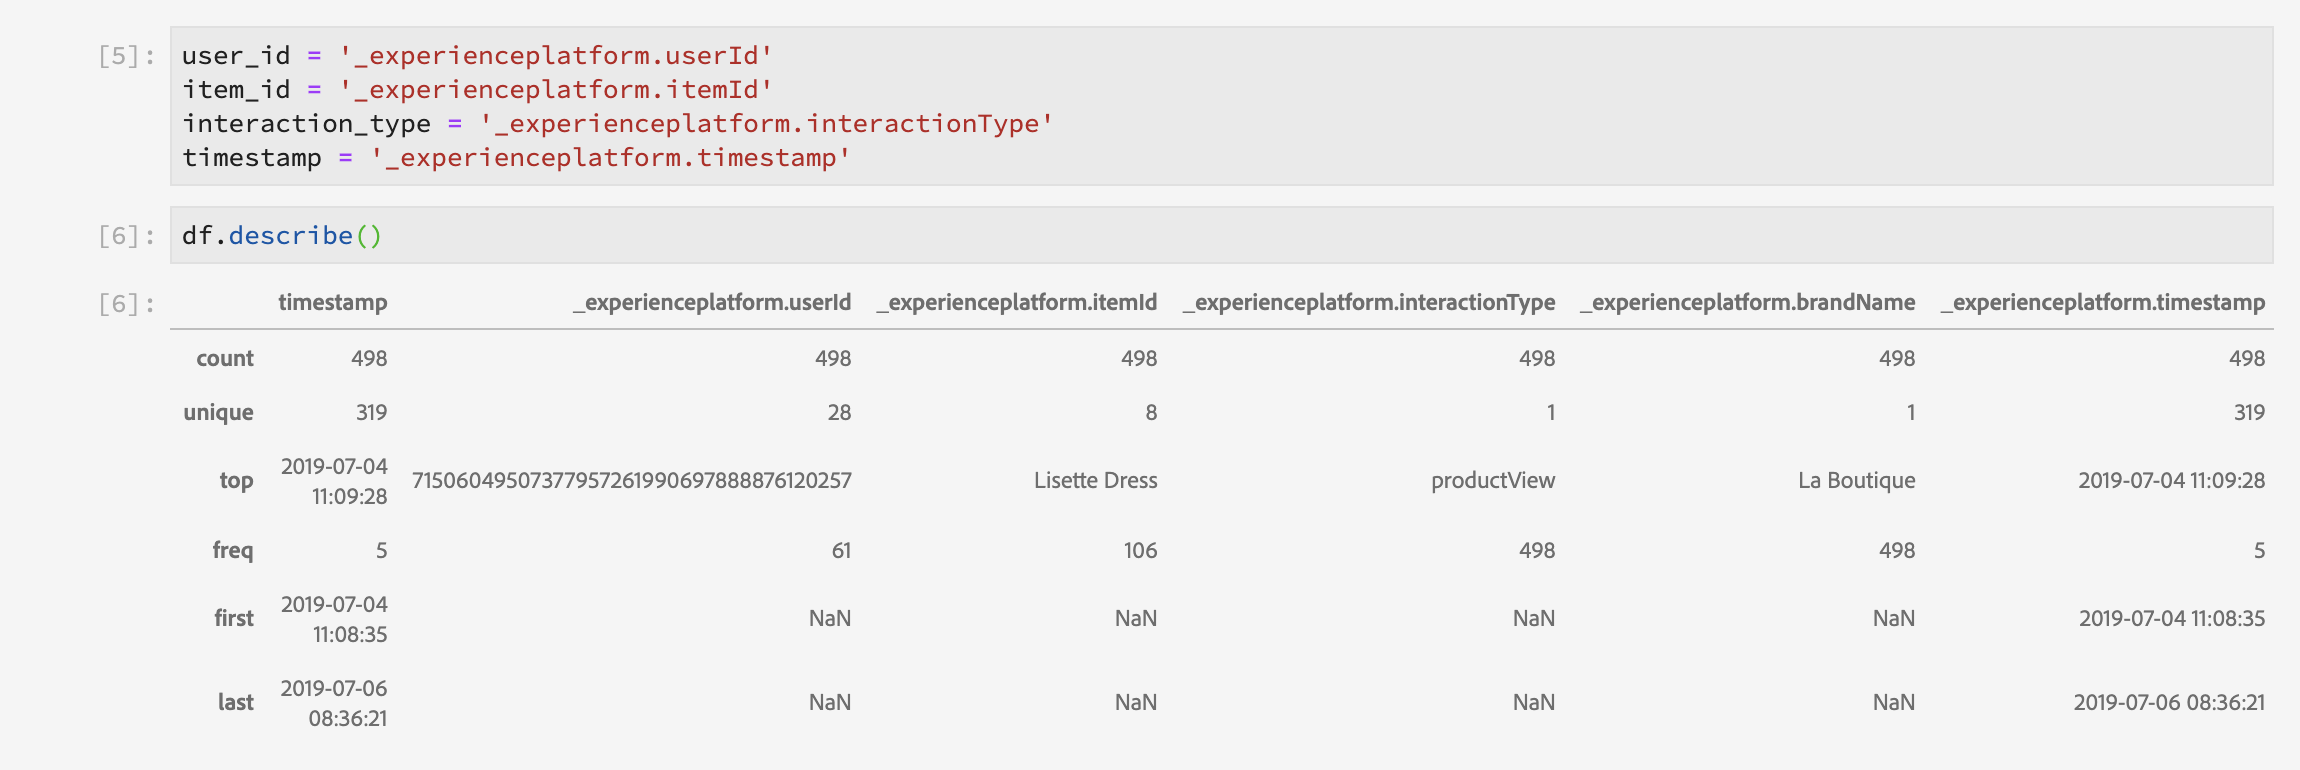 [5]: user_id = '_experienceplatform.userId'
item_id = '_experienceplatform.itemId'
interaction_type = '_experienceplatform.interactionType'
timestamp = '_experienceplatform.timestamp'
[6]: df.describe()
[6]: timestamp _experienceplatform.userId _experienceplatform.itemId _experienceplatform.interactionType _experienceplatform.brandName _experienceplatform.timestamp
count 498 498 498 498 498 498
unique 319 28 8 1 1 319
top 2019-07-04 11:09:28 71506049507377957261990697888876120257 Lisette Dress productView La Boutique 2019-07-04 11:09:28
freq 5 61 106 498 498 5
first 2019-07-04 11:08:35 NaN NaN NaN NaN 2019-07-04 11:08:35
last 2019-07-06 08:36:21 NaN NaN NaN NaN 2019-07-06 08:36:21